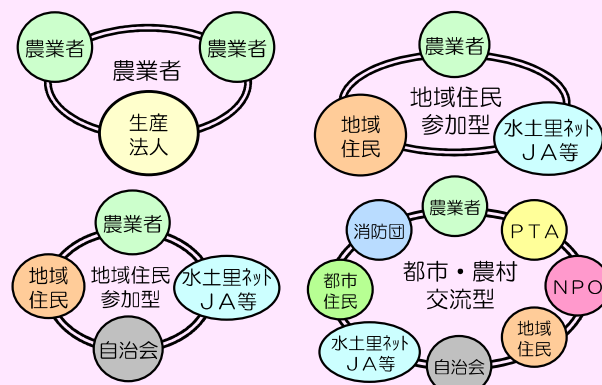 農業者
農業者
農業者
生産
法人
農業者
地域住民
参加型
地域
住民
水土里ネット
JA等
農業者
地域
住民
地域住民
参加型
水土里ネット
JA等
自治会
農業者
消防団
PTA
都市・農村
交流型
都市
住民
NPO
地域
住民
水土里ネット
JA等
自治会